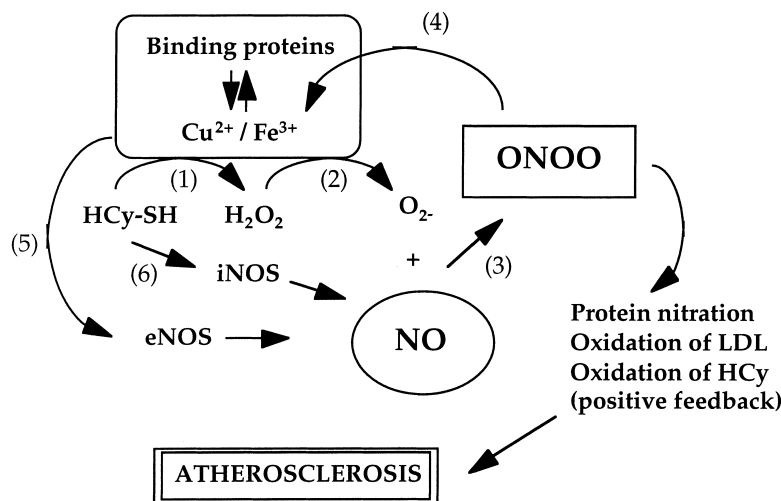 (4)
Binding proteins
Cu²⁺ / Fe³⁺
ONOO
(1)
(2)
HCy-SH
H₂O₂
O₂₋
(5)
(6)
iNOS
+
(3)
eNOS
NO
Protein nitration
Oxidation of LDL
Oxidation of HCy
(positive feedback)
ATHEROSCLEROSIS